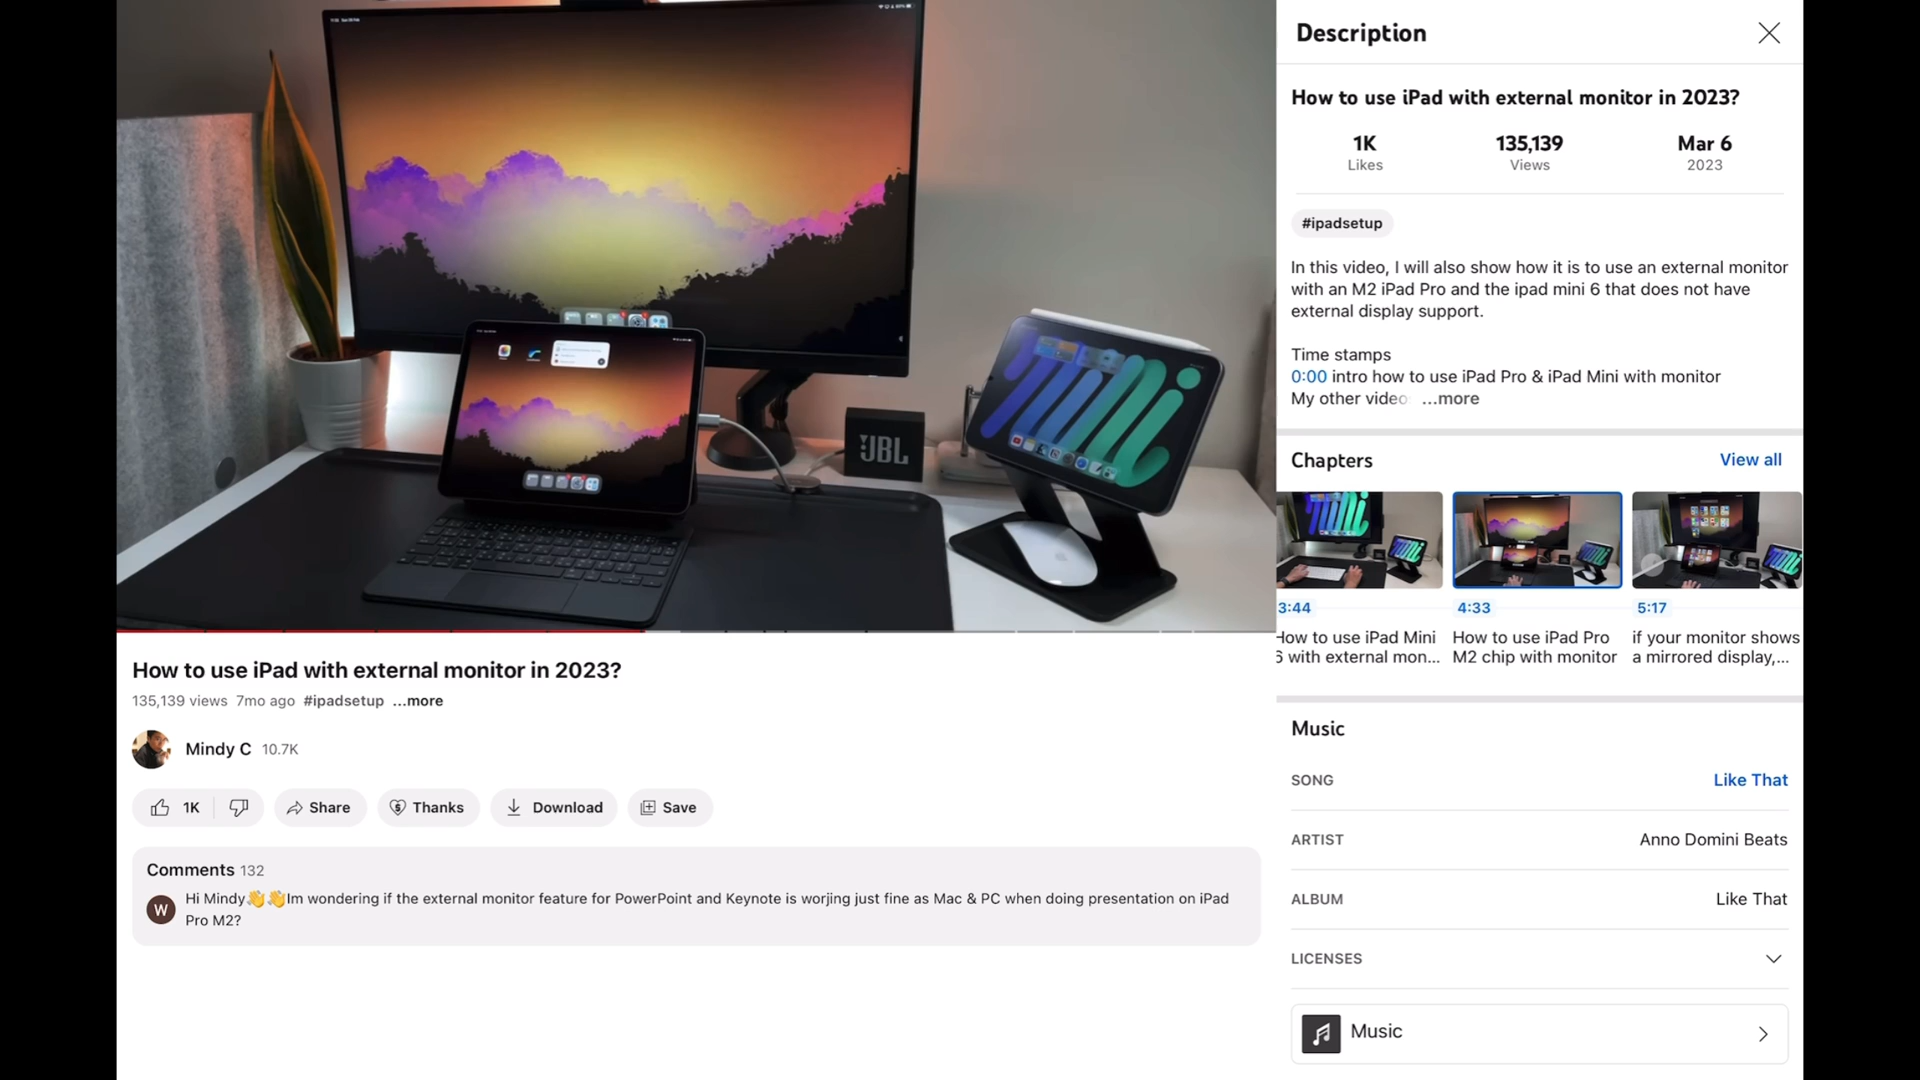 JBL
How to use iPad with external monitor in 2023?
135,139 views 7mo ago #ipadsetup ...more
Mindy C 10.7K
1K
Share
Thanks
Download
Save
Comments 132
W
Hi Mindy👋👋Im wondering if the external monitor feature for PowerPoint and Keynote is worjing just fine as Mac & PC when doing presentation on iPad
Pro M2?
Description
How to use iPad with external monitor in 2023?
1K 135,139 Mar 6
Likes Views 2023
#ipadsetup
In this video, I will also show how it is to use an external monitor
with an M2 iPad Pro and the ipad mini 6 that does not have
external display support.
Time stamps
0:00 intro how to use iPad Pro & iPad Mini with monitor
My other video ...more
Chapters View all
3:44 4:33 5:17
How to use iPad Mini
6 with external mon...
How to use iPad Pro
M2 chip with monitor
if your monitor shows
a mirrored display,...
Music
SONG Like That
ARTIST Anno Domini Beats
ALBUM Like That
LICENSES
Music